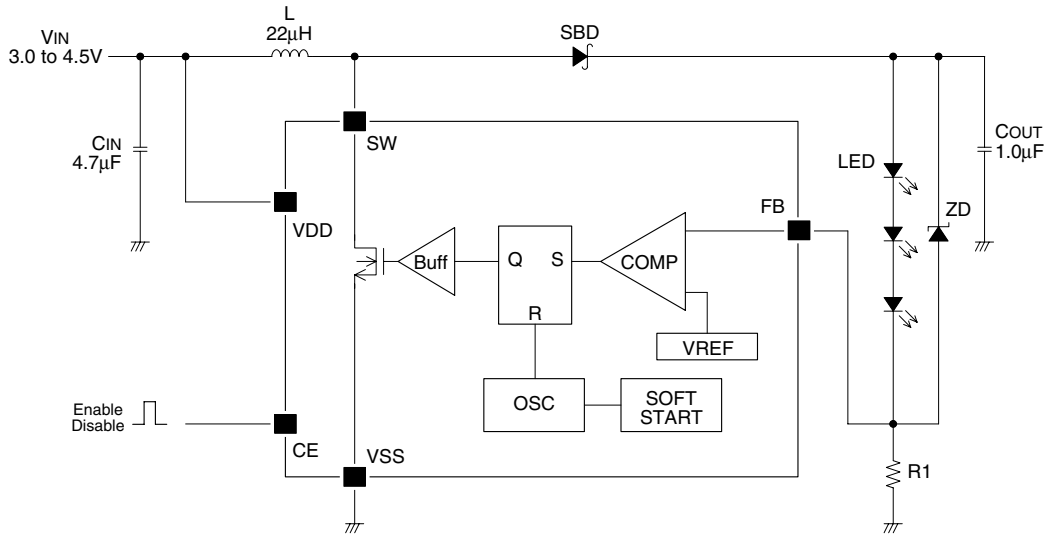 L
22μH
SBD
VIN
3.0 to 4.5V
CIN
4.7μF
SW
COUT
1.0μF
LED
ZD
FB
VDD
Buff
Q
S
R
COMP
VREF
OSC
SOFT
START
Enable
Disable
CE
VSS
R1